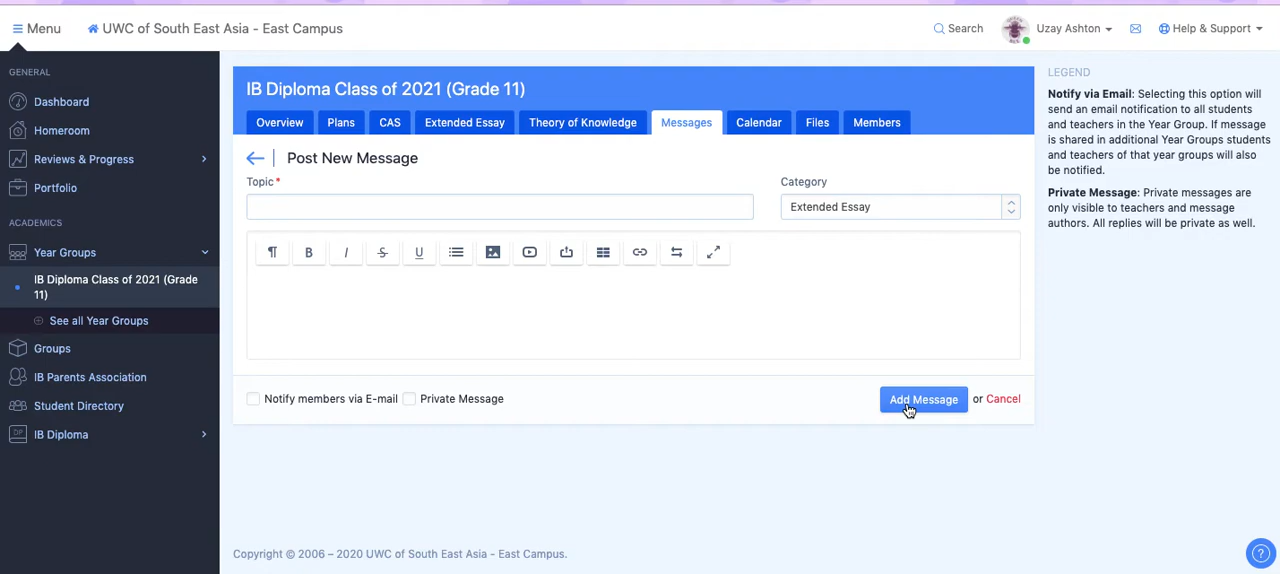 Menu
UWC of South East Asia - East Campus
Search
Uzay Ashton
Help & Support
GENERAL
Dashboard
Homeroom
Reviews & Progress
Portfolio
ACADEMICS
Year Groups
IB Diploma Class of 2021 (Grade
11)
See all Year Groups
Groups
IB Parents Association
Student Directory
DP
IB Diploma
IB Diploma Class of 2021 (Grade 11)
Overview
Plans
CAS
Extended Essay
Theory of Knowledge
Messages
Calendar
Files
Members
Post New Message
Topic*
Category
Extended Essay
¶
B
I
S
U
Notify members via E-mail
Private Message
Add Message
or Cancel
LEGEND
Notify via Email: Selecting this option will
send an email notification to all students
and teachers in the Year Group. If message
is shared in additional Year Groups students
and teachers of that year groups will also
be notified.
Private Message: Private messages are
only visible to teachers and message
authors. All replies will be private as well.
Copyright © 2006 – 2020 UWC of South East Asia - East Campus.
?